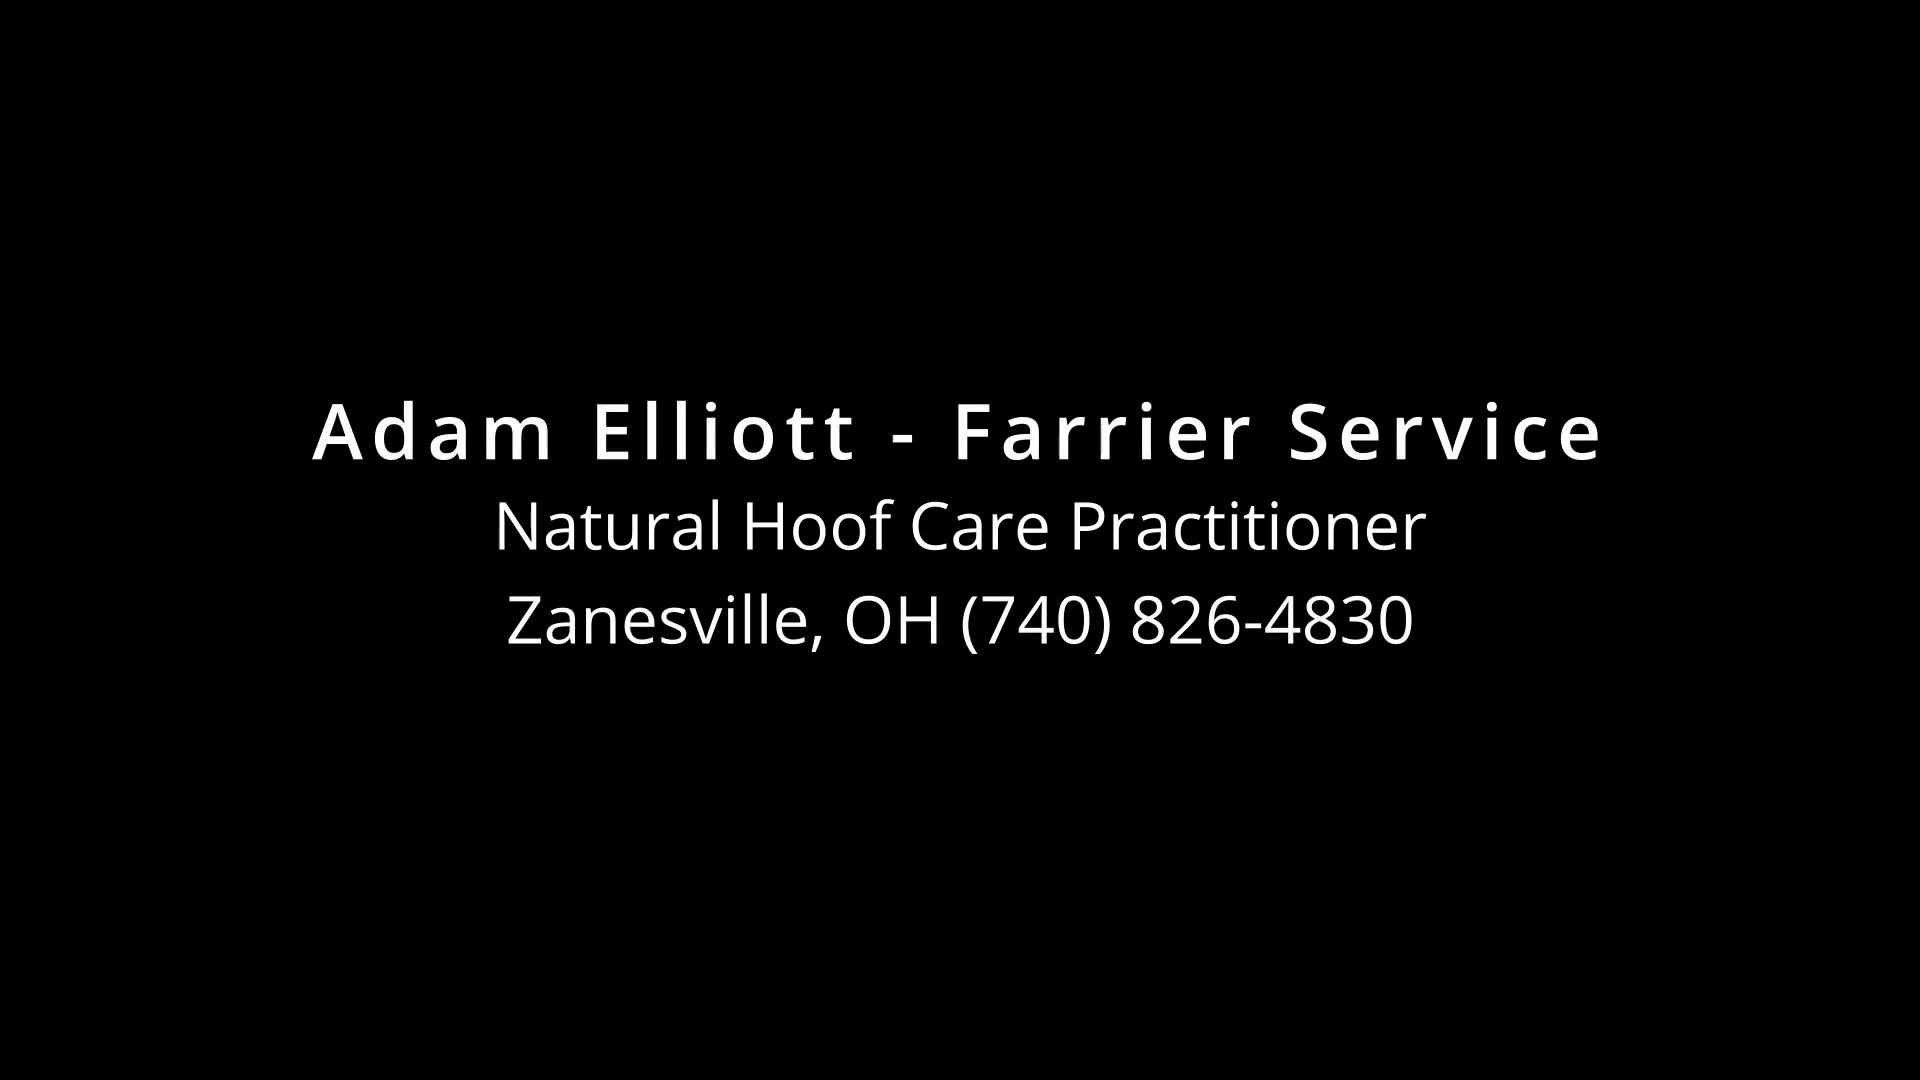 Adam Elliott - Farrier Service
Natural Hoof Care Practitioner
Zanesville, OH (740) 826-4830